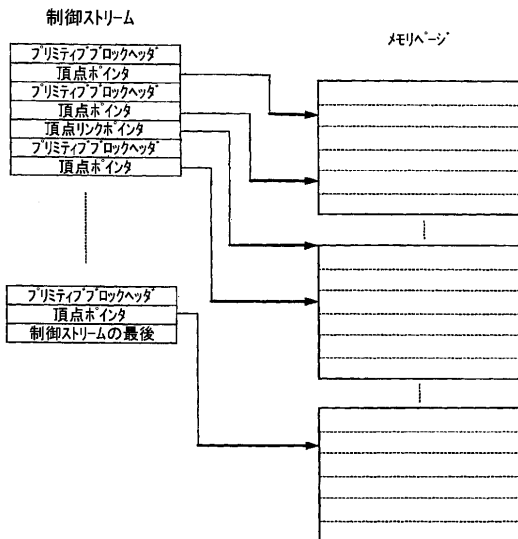 制御ストリーム
プリミティブブロックヘッダ
頂点ポインタ
プリミティブブロックヘッダ
頂点ポインタ
頂点リンクポインタ
プリミティブブロックヘッダ
頂点ポインタ
プリミティブブロックヘッダ
頂点ポインタ
制御ストリームの最後
メモリページ